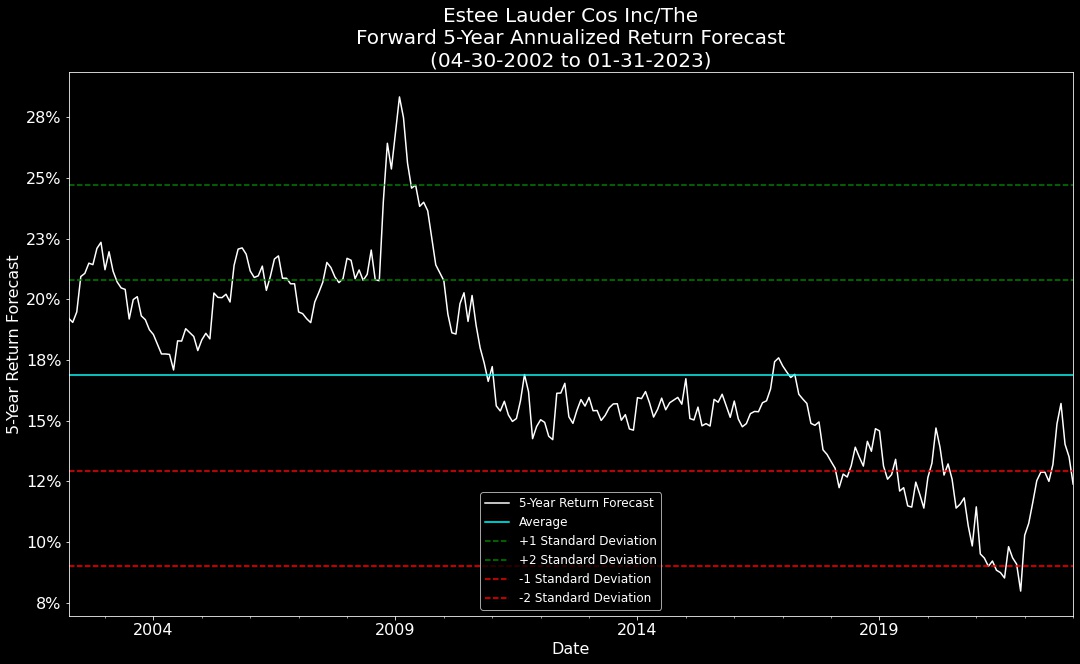 Estee Lauder Cos Inc/The
Forward 5-Year Annualized Return Forecast
(04-30-2002 to 01-31-2023)
28%
25%
23%
20%
18%
15%
12%
10%
8%
5-Year Return Forecast
5-Year Return Forecast
Average
+1 Standard Deviation
+2 Standard Deviation
-1 Standard Deviation
-2 Standard Deviation
2004
2009
2014
2019
Date